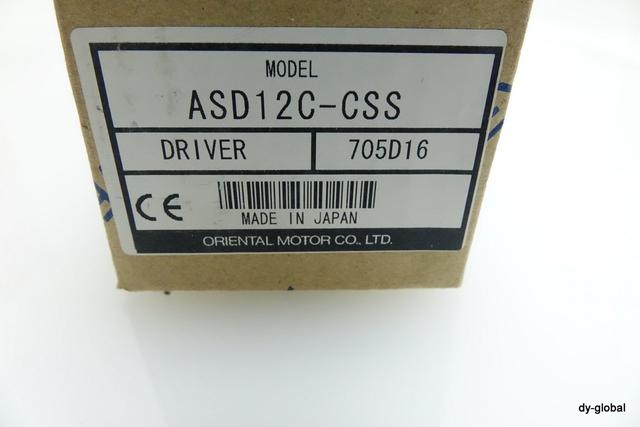 MODEL
ASD12C-CSS
DRIVER 705D16
CE
MADE IN JAPAN
ORIENTAL MOTOR CO., LTD.
dy-global